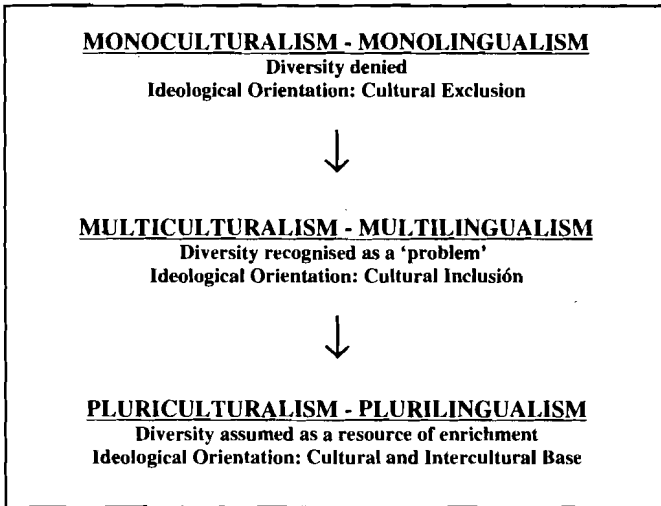 MONOCULTURALISM - MONOLINGUALISM
Diversity denied
Ideological Orientation: Cultural Exclusion
MULTICULTURALISM - MULTILINGUALISM
Diversity recognised as a 'problem'
Ideological Orientation: Cultural Inclusión
PLURICULTURALISM - PLURILINGUALISM
Diversity assumed as a resource of enrichment
Ideological Orientation: Cultural and Intercultural Base